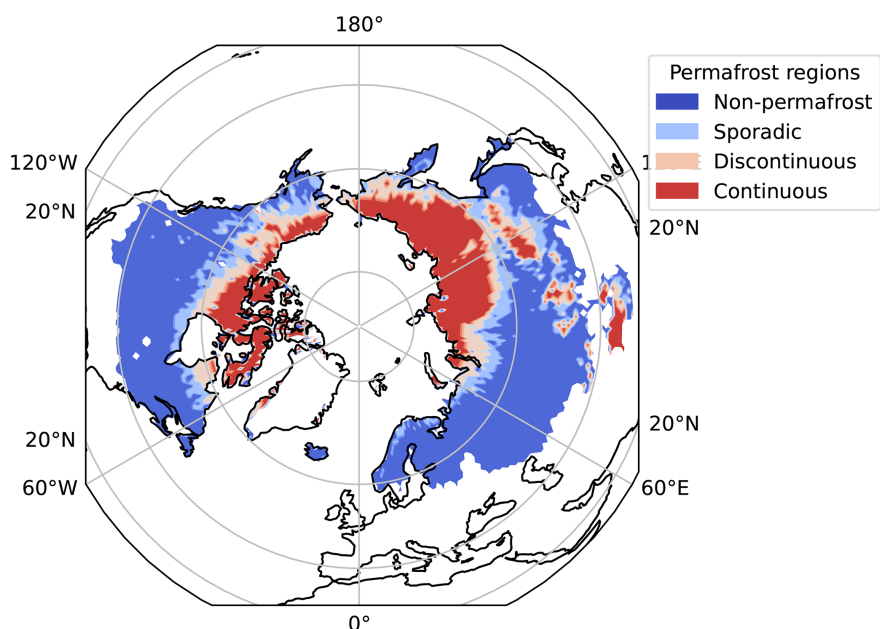 180°
Permafrost regions
Non-permafrost
Sporadic
Discontinuous
Continuous
120°W
20°N
20°N
20°N
60°W
20°N
60°E
0°